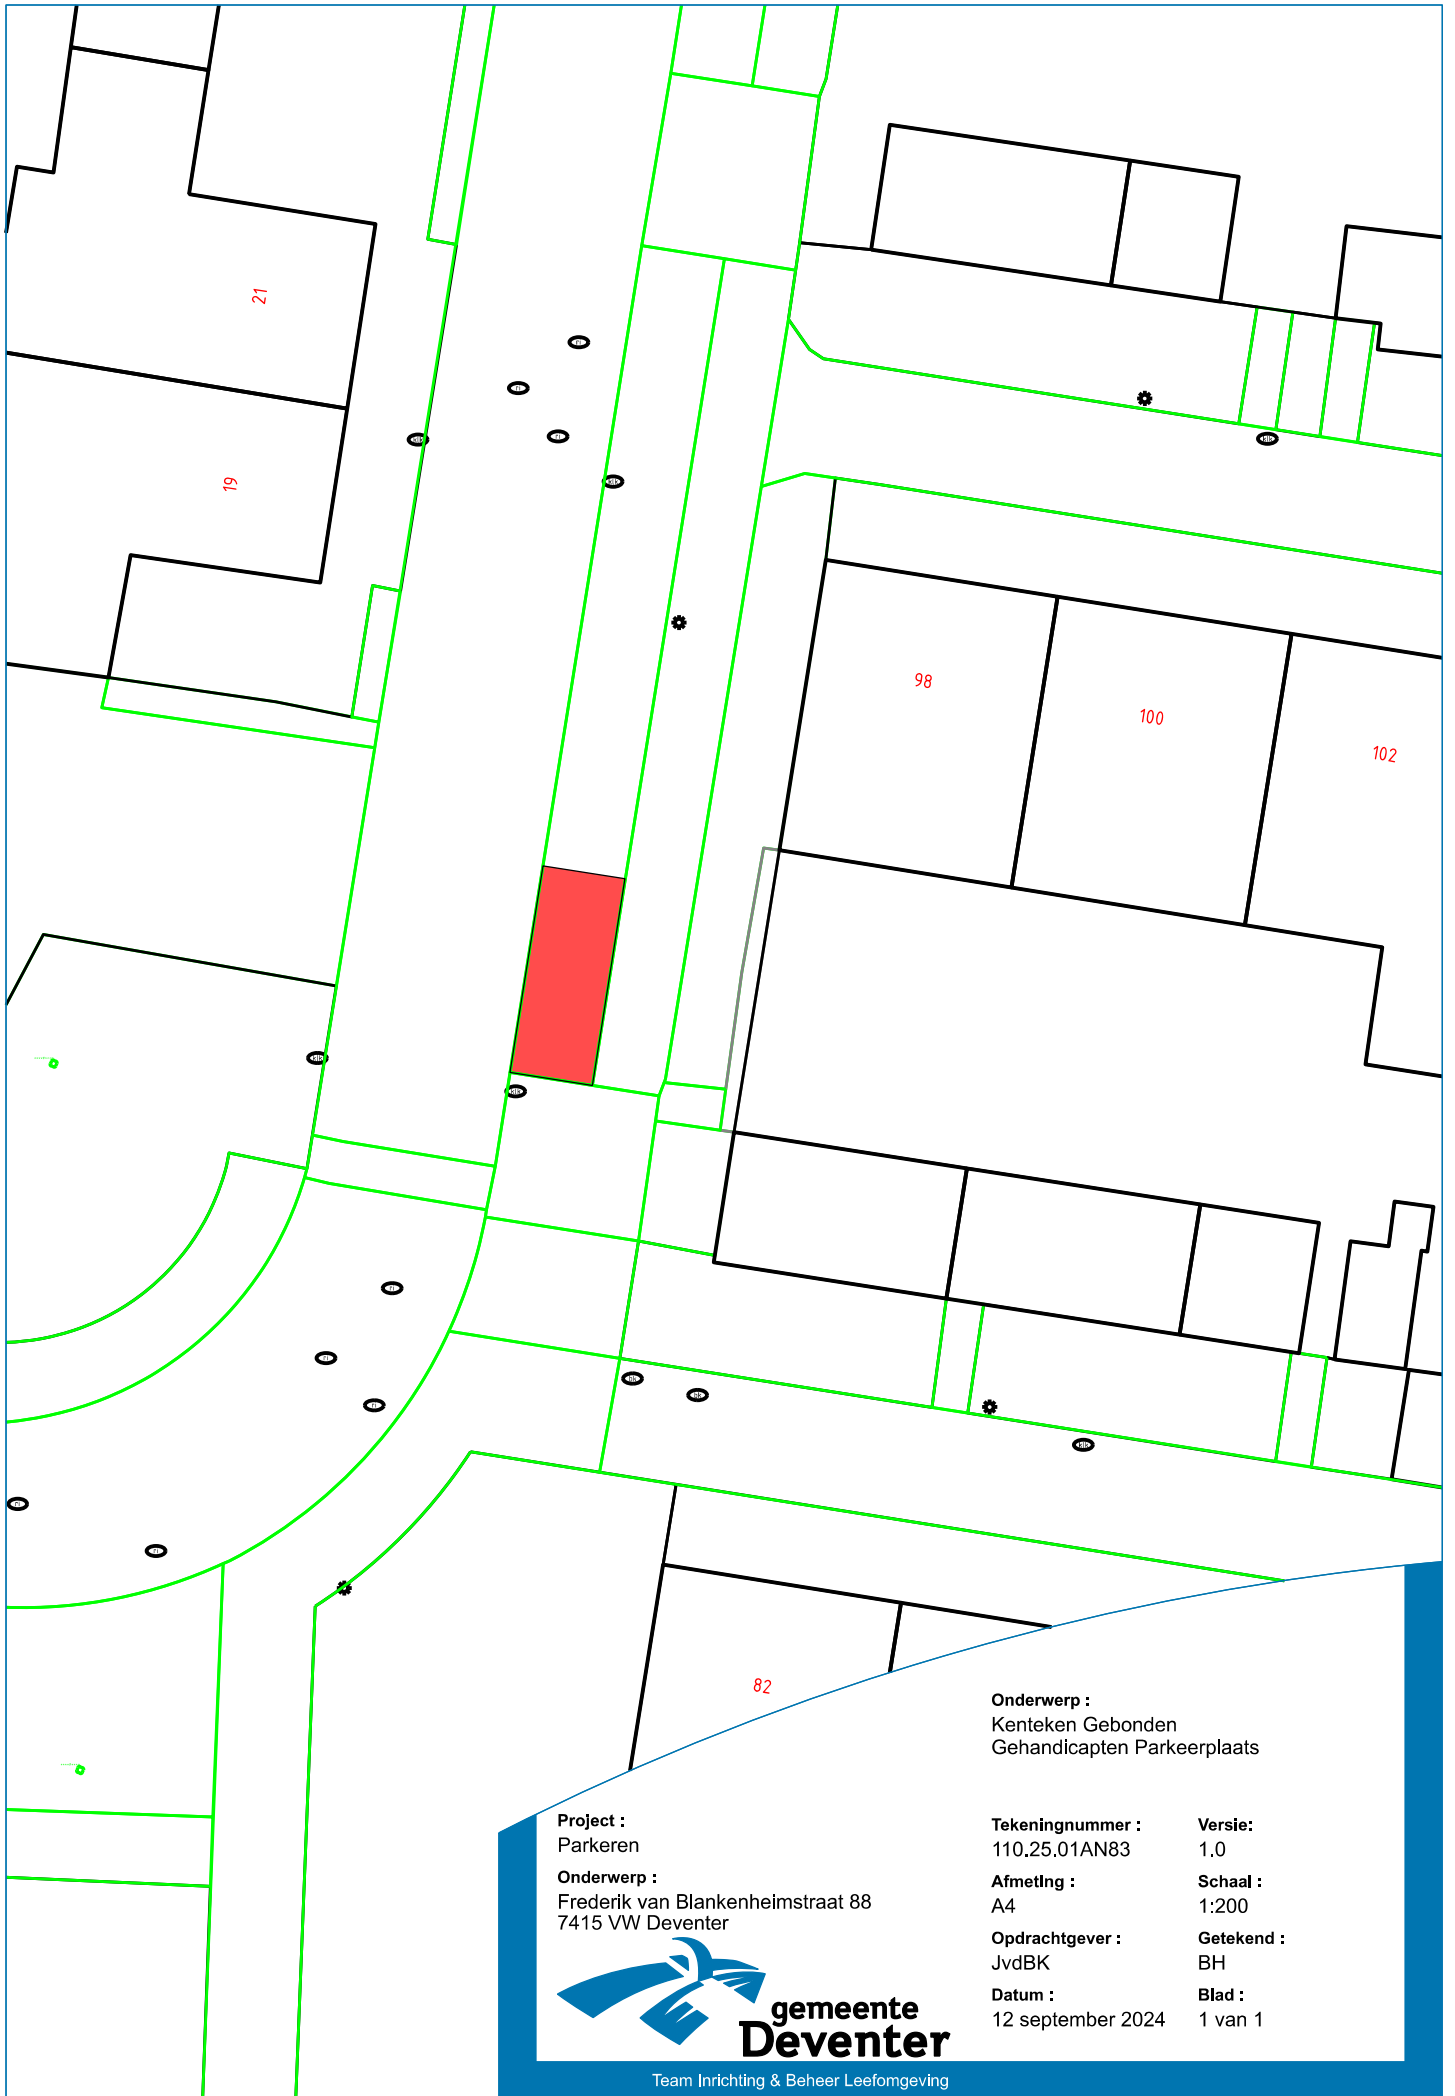 21
19
98
100
102
82
Onderwerp :
Kenteken Gebonden
Gehandicapten Parkeerplaats
Project :
Parkeren
Onderwerp :
Frederik van Blankenheimstraat 88
7415 VW Deventer
Tekeningnummer :
110.25.01AN83
Versie:
1.0
Afmeting :
A4
Schaal :
1:200
Opdrachtgever :
JvdBK
Getekend :
BH
Datum :
12 september 2024
Blad :
1 van 1
gemeente
Deventer
Team Inrichting & Beheer Leefomgeving